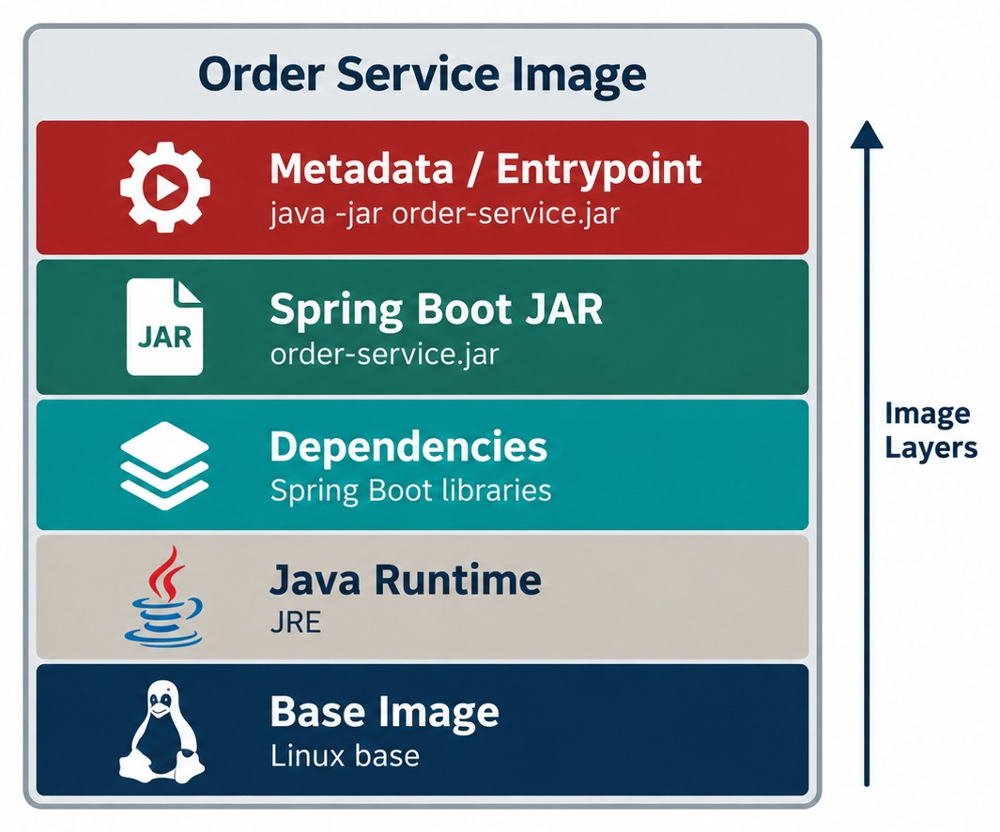 Order Service Image
Metadata / Entrypoint
java -jar order-service.jar
JAR
Spring Boot JAR
order-service.jar
Dependencies
Spring Boot libraries
Java Runtime
JRE
Base Image
Linux base
Image
Layers